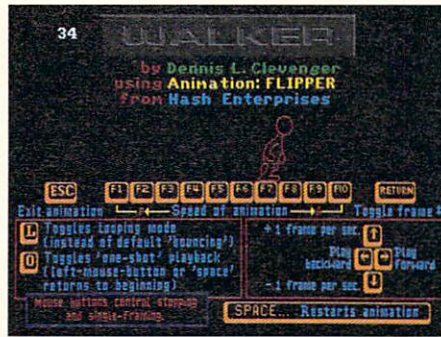 34
WALKER
by Dennis L. Clevenger
using Animation: FLIPPER
from Hash Enterprises
ESC F1 F2 F3 F4 F5 F6 F7 F8 F9 F10 RETURN
Exit animation Speed of animation Toggle frame #
L Toggles Looping mode
(instead of default 'bouncing')
O Toggles 'one-shot' playback
(left-mouse-button or 'space'
returns to beginning)
+ 1 frame per sec.
Play backward Play forward
- 1 frame per sec.
Mouse buttons control stopping
and single-framing.
SPACE... Restarts animation